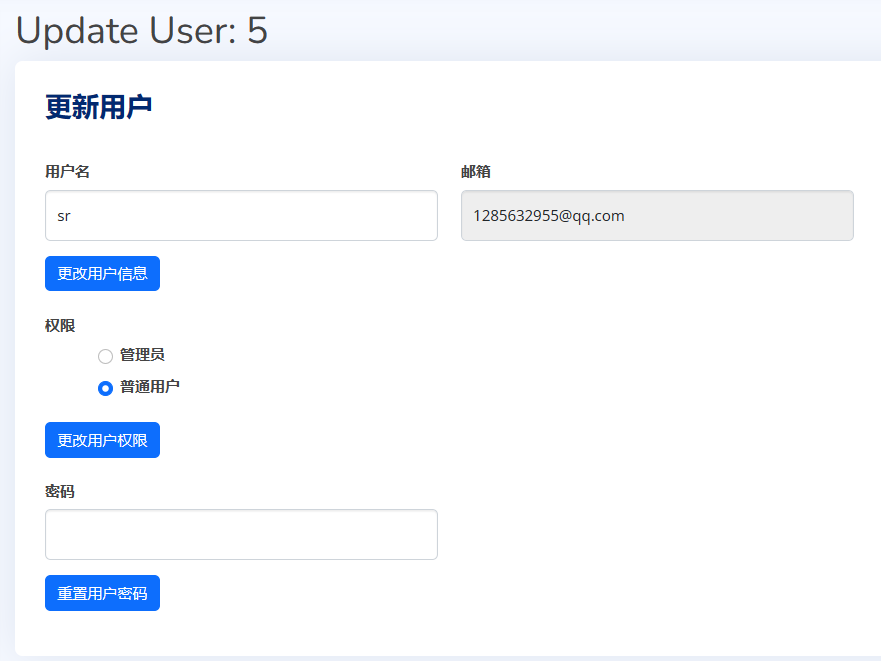 Update User: 5
更新用户
用户名
邮箱
sr
1285632955@qq.com
更改用户信息
权限
管理员
普通用户
更改用户权限
密码
重置用户密码